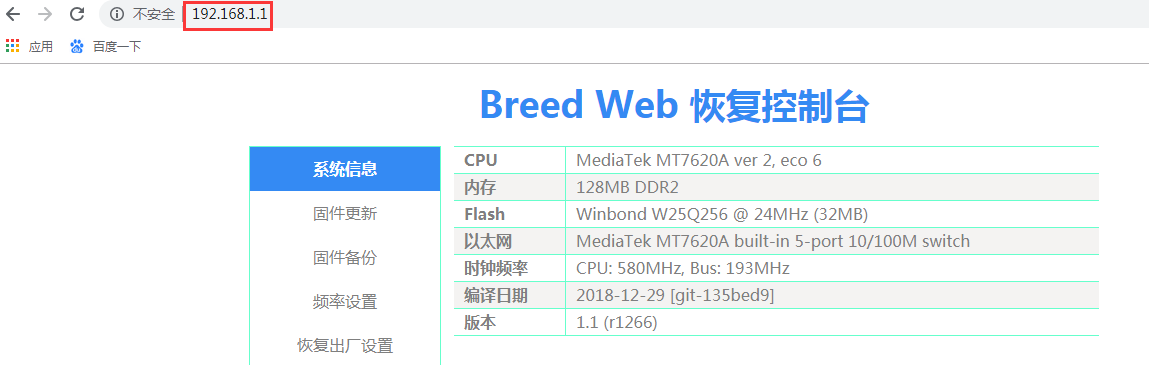 不安全 | 192.168.1.1
应用 百度一下
Breed Web 恢复控制台
系统信息
固件更新
固件备份
频率设置
恢复出厂设置
CPU MediaTek MT7620A ver 2, eco 6
内存 128MB DDR2
Flash Winbond W25Q256 @ 24MHz (32MB)
以太网 MediaTek MT7620A built-in 5-port 10/100M switch
时钟频率 CPU: 580MHz, Bus: 193MHz
编译日期 2018-12-29 [git-135bed9]
版本 1.1 (r1266)